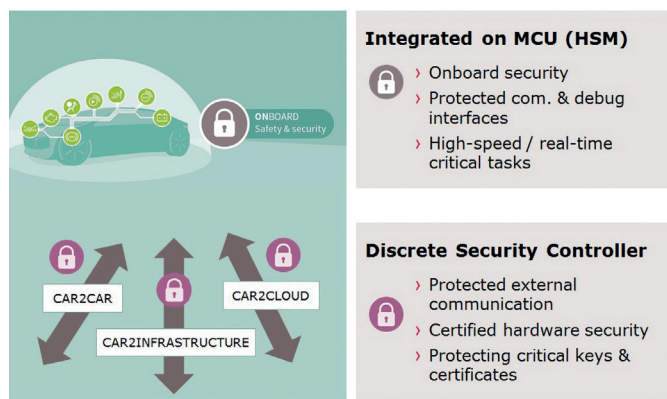 ONBOARD
Safety & security
CAR2CAR
CAR2CLOUD
CAR2INFRASTRUCTURE
Integrated on MCU (HSM)
› Onboard security
› Protected com. & debug
interfaces
› High-speed / real-time
critical tasks
Discrete Security Controller
› Protected external
communication
› Certified hardware security
› Protecting critical keys &
certificates